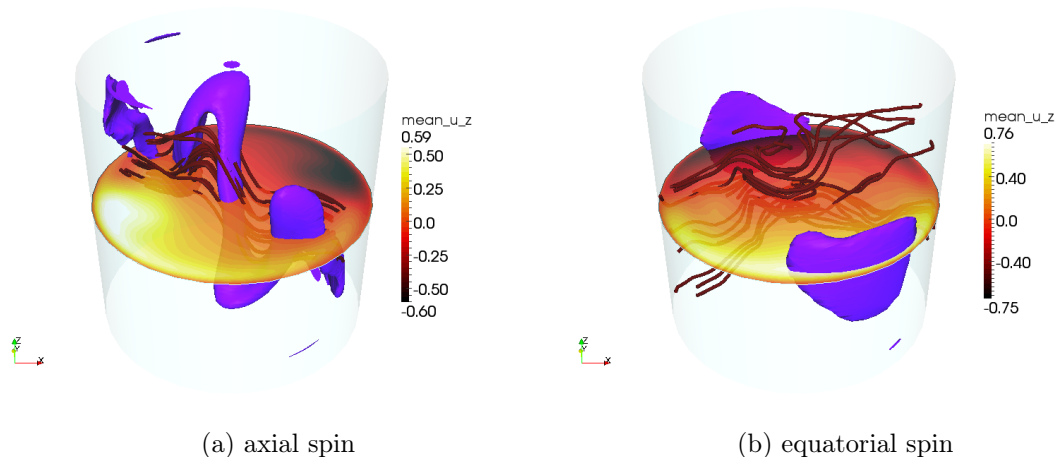 mean_u_z
0.59
0.50
0.25
0.0
-0.25
-0.50
-0.60
Z
Y
X
mean_u_z
0.76
0.40
0.0
-0.40
-0.75
Z
Y
X
(a) axial spin
(b) equatorial spin